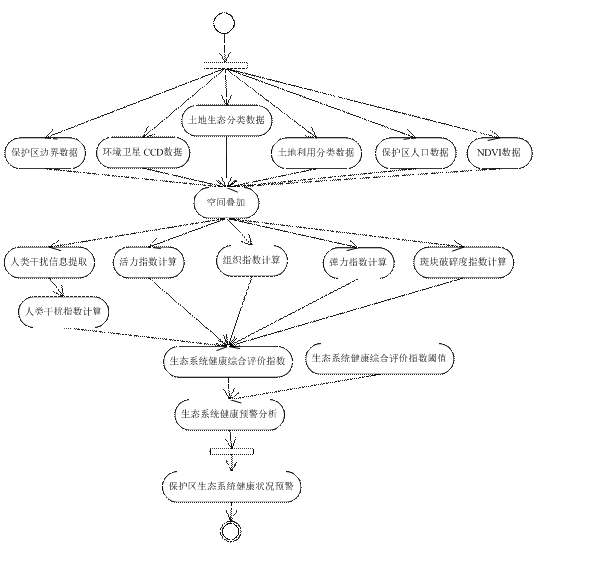 土地生态分类数据
保护区边界数据
环境卫星CCD数据
土地利用分类数据
保护区人口数据
NDVI数据
空间叠加
人类干扰信息提取
活力指数计算
组织指数计算
弹力指数计算
斑块破碎度指数计算
人类干扰指数计算
生态系统健康综合评价指数
生态系统健康综合评价指数阈值
生态系统健康预警分析
保护区生态系统健康状况预警